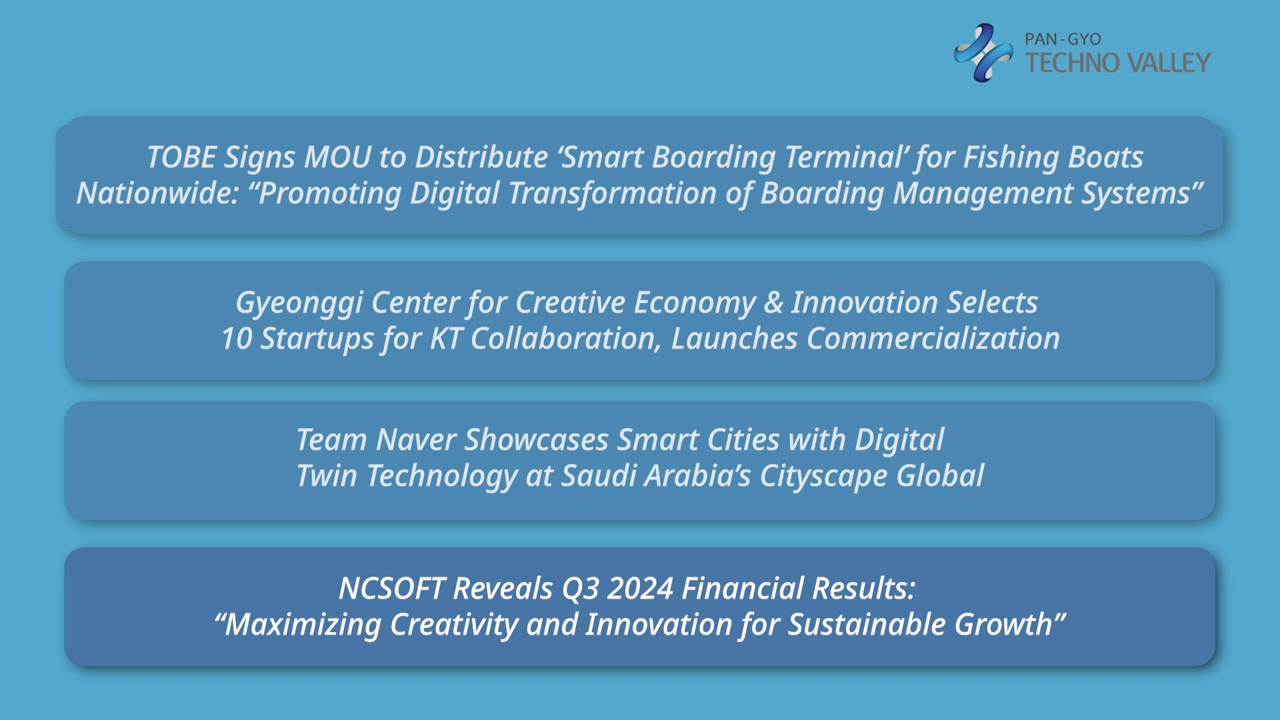 PAN-GYO
TECHNO VALLEY
TOBE Signs MOU to Distribute ‘Smart Boarding Terminal’ for Fishing Boats
Nationwide: “Promoting Digital Transformation of Boarding Management Systems”
Gyeonggi Center for Creative Economy & Innovation Selects
10 Startups for KT Collaboration, Launches Commercialization
Team Naver Showcases Smart Cities with Digital
Twin Technology at Saudi Arabia’s Cityscape Global
NCSOFT Reveals Q3 2024 Financial Results:
“Maximizing Creativity and Innovation for Sustainable Growth”